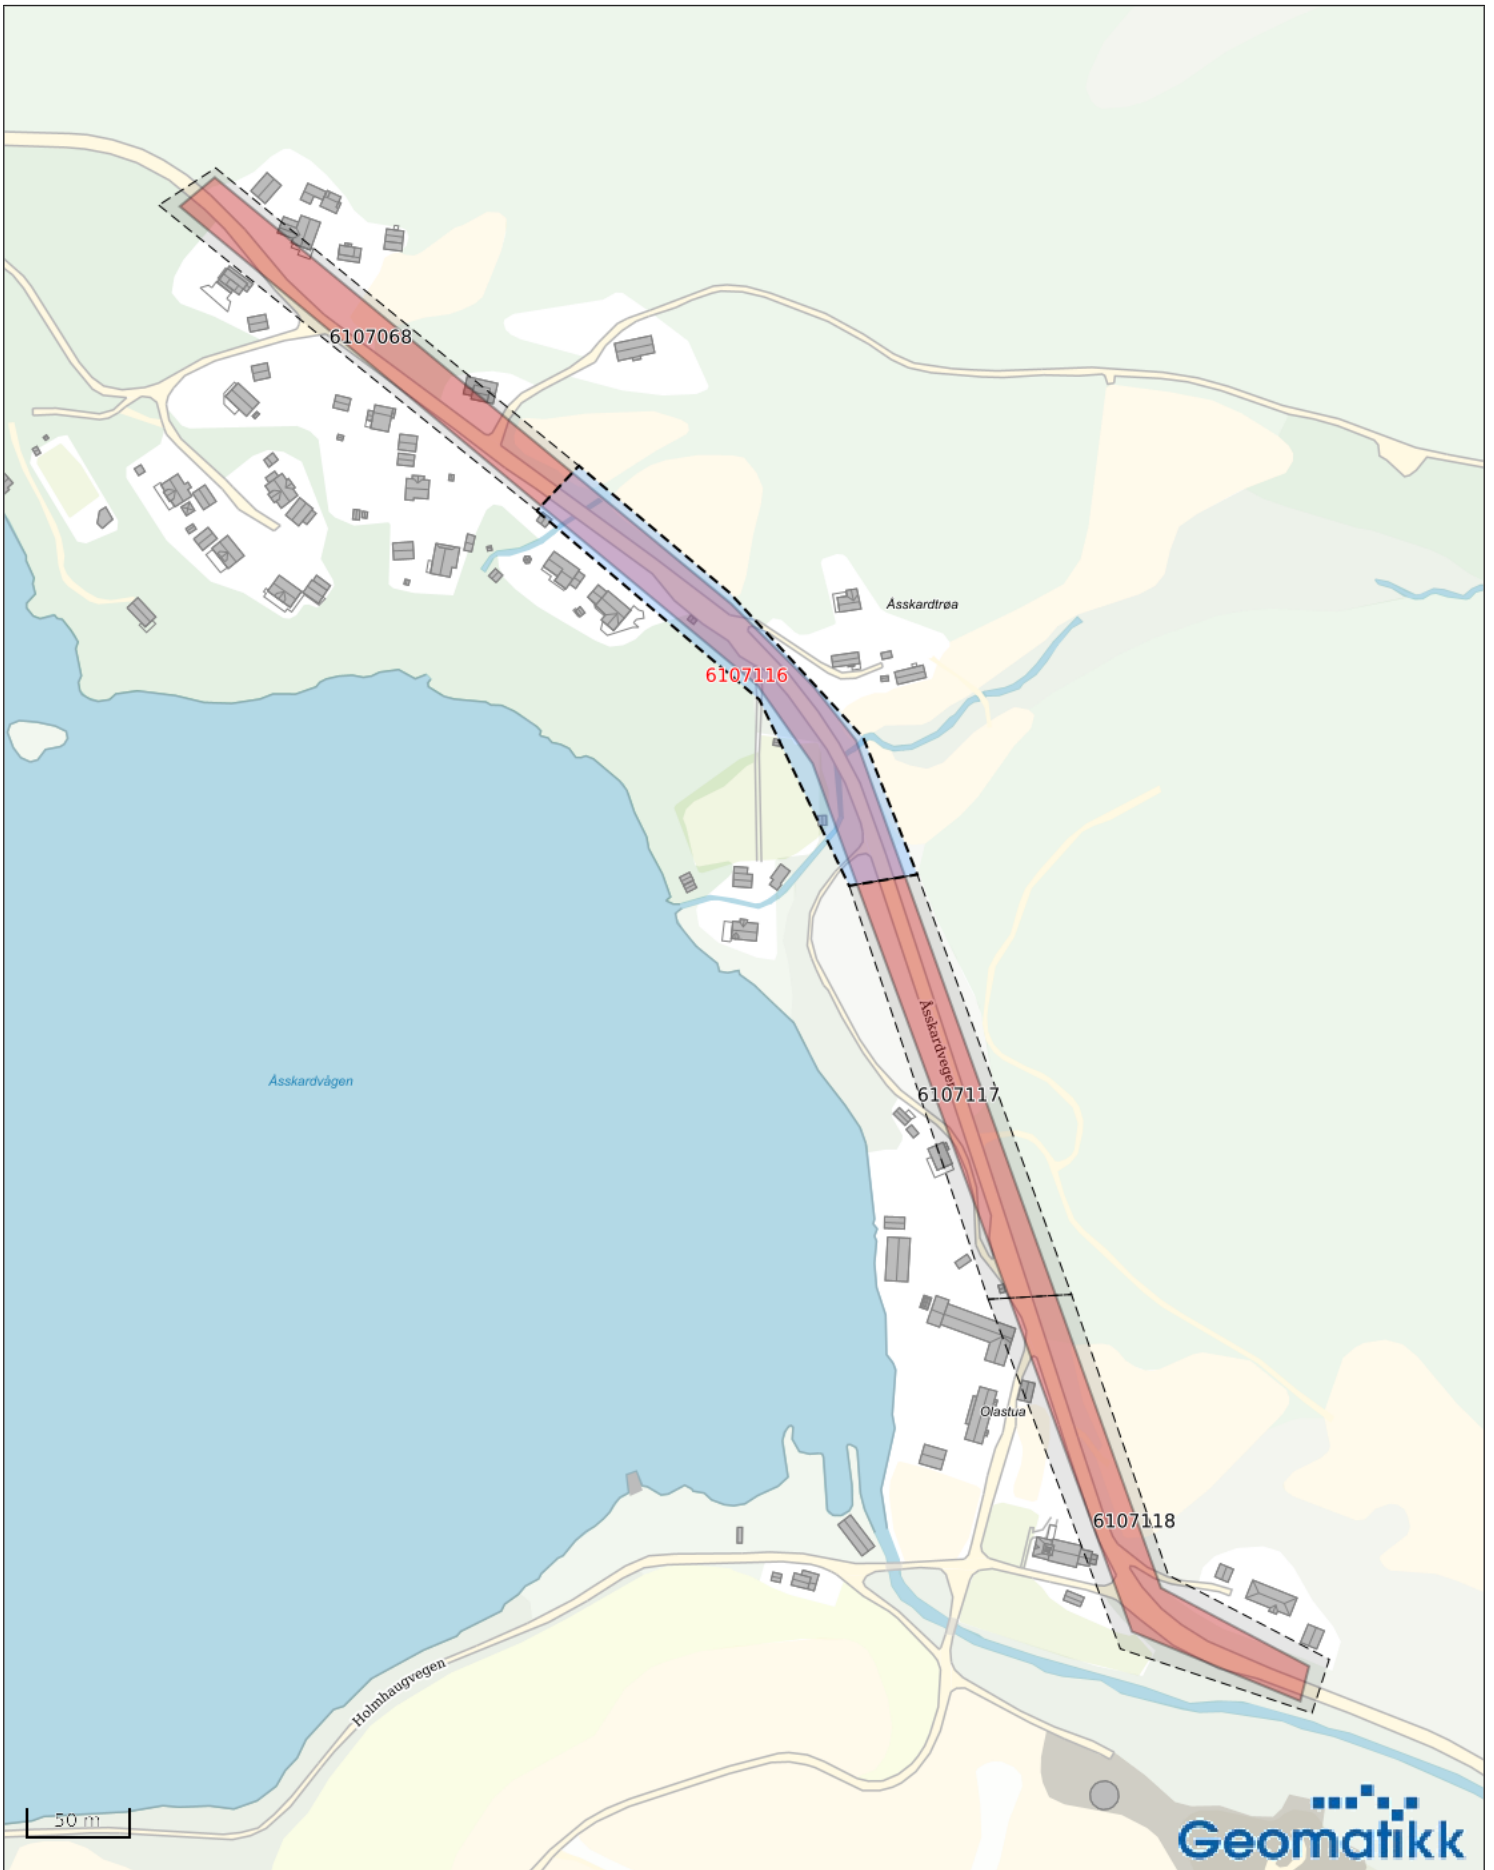 6107068
Åsskardtrøa
6107116
Åsskardvegen
Åsskardvågen
6107117
Olastua
6107118
Holmhaugvegen
50 m
Geomatikk